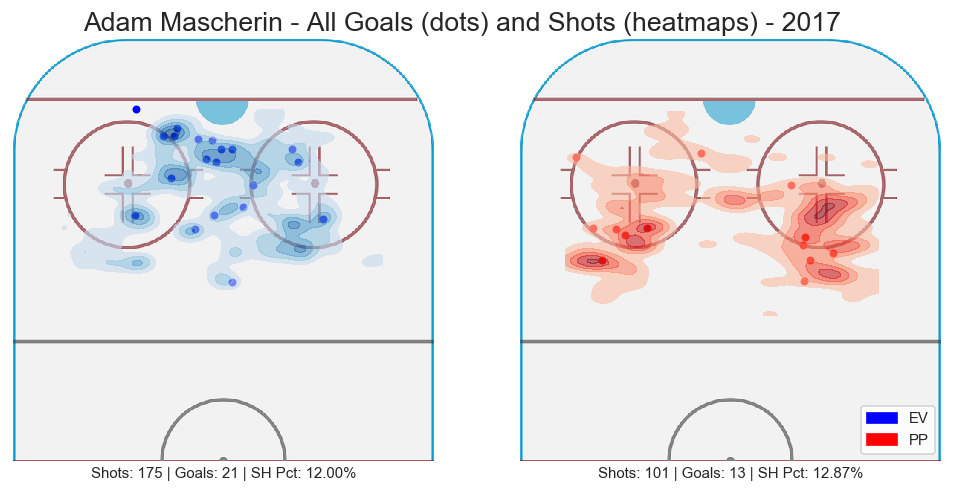 Adam Mascherin - All Goals (dots) and Shots (heatmaps) - 2017
EV
PP
Shots: 175 | Goals: 21 | SH Pct: 12.00%
Shots: 101 | Goals: 13 | SH Pct: 12.87%